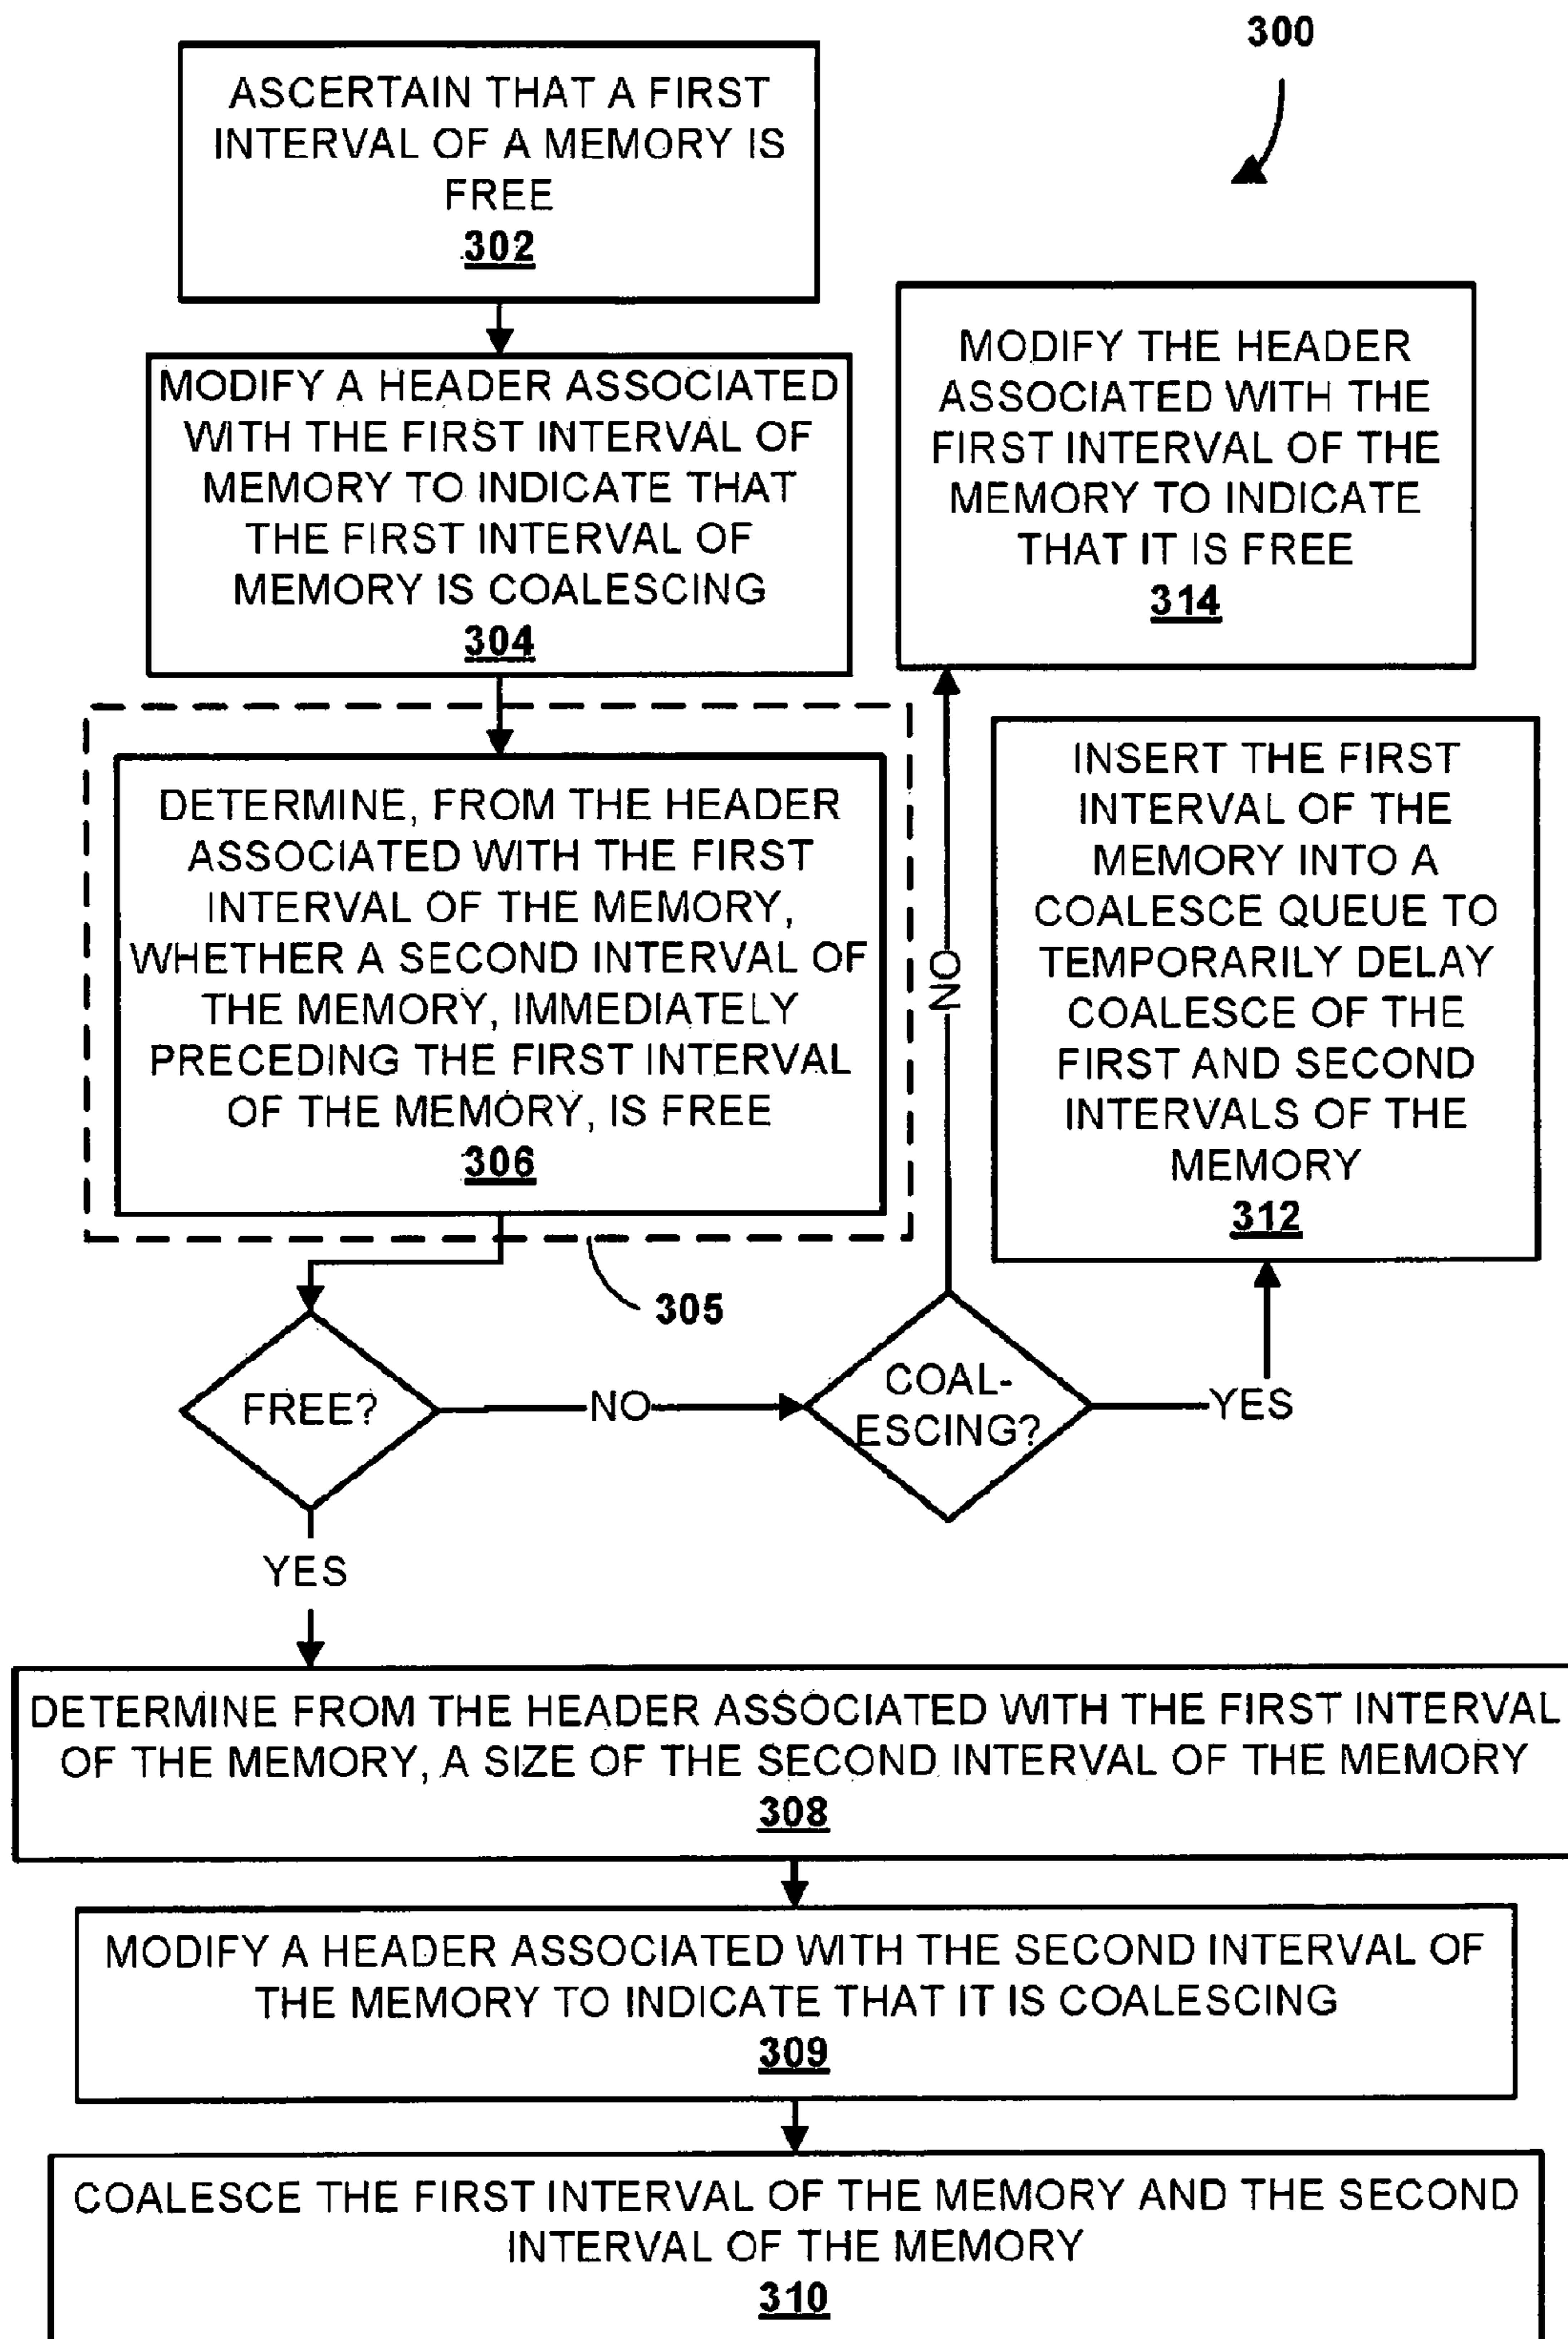 300
ASCERTAIN THAT A FIRST
INTERVAL OF A MEMORY IS
FREE
302
MODIFY A HEADER ASSOCIATED
WITH THE FIRST INTERVAL OF
MEMORY TO INDICATE THAT
THE FIRST INTERVAL OF
MEMORY IS COALESCING
304
MODIFY THE HEADER
ASSOCIATED WITH THE
FIRST INTERVAL OF THE
MEMORY TO INDICATE
THAT IT IS FREE
314
DETERMINE, FROM THE HEADER
ASSOCIATED WITH THE FIRST
INTERVAL OF THE MEMORY,
WHETHER A SECOND INTERVAL OF
THE MEMORY, IMMEDIATELY
PRECEDING THE FIRST INTERVAL
OF THE MEMORY, IS FREE
306
NO
INSERT THE FIRST
INTERVAL OF THE
MEMORY INTO A
COALESCE QUEUE TO
TEMPORARILY DELAY
COALESCE OF THE
FIRST AND SECOND
INTERVALS OF THE
MEMORY
312
305
FREE?
NO
COAL-
ESCING?
YES
YES
DETERMINE FROM THE HEADER ASSOCIATED WITH THE FIRST INTERVAL
OF THE MEMORY, A SIZE OF THE SECOND INTERVAL OF THE MEMORY
308
MODIFY A HEADER ASSOCIATED WITH THE SECOND INTERVAL OF
THE MEMORY TO INDICATE THAT IT IS COALESCING
309
COALESCE THE FIRST INTERVAL OF THE MEMORY AND THE SECOND
INTERVAL OF THE MEMORY
310